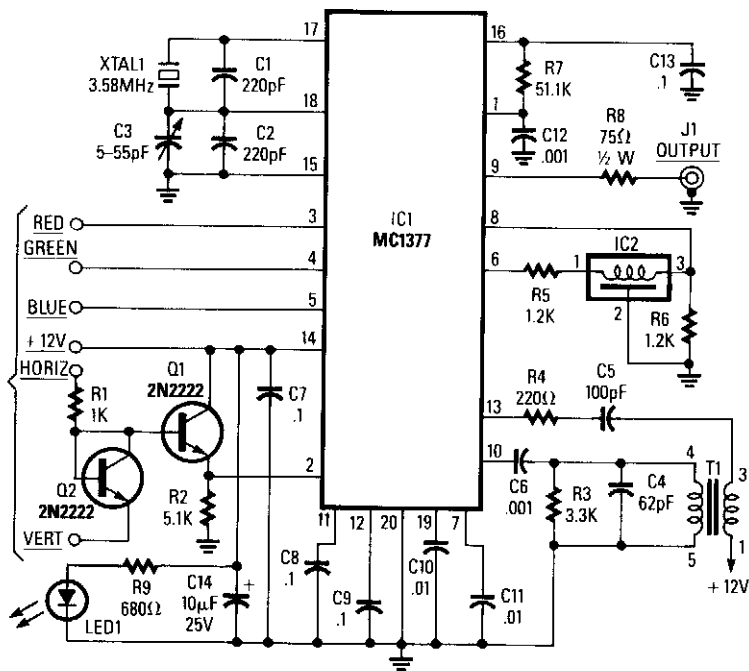 17
16
XTAL1
3.58MHz
C1
220pF
R7
51.1K
C13
.1
18
1
C3
5–55pF
C2
220pF
C12
.001
R8
75Ω
½ W
J1
OUTPUT
15
9
IC1
MC1377
RED
3
8
GREEN
4
IC2
6
1
3
BLUE
5
R5
1.2K
2
R6
1.2K
+ 12V
14
HORIZ
Q1
2N2222
C7
.1
R1
1K
R4
220Ω
C5
100pF
13
Q2
2N2222
R2
5.1K
2
10
C6
.001
R3
3.3K
C4
62pF
4
T1
3
5
1
+ 12V
VERT
11
12
20
19
7
C8
.1
C9
.1
C10
.01
C11
.01
R9
680Ω
C14
10μF
25V
+
LED1